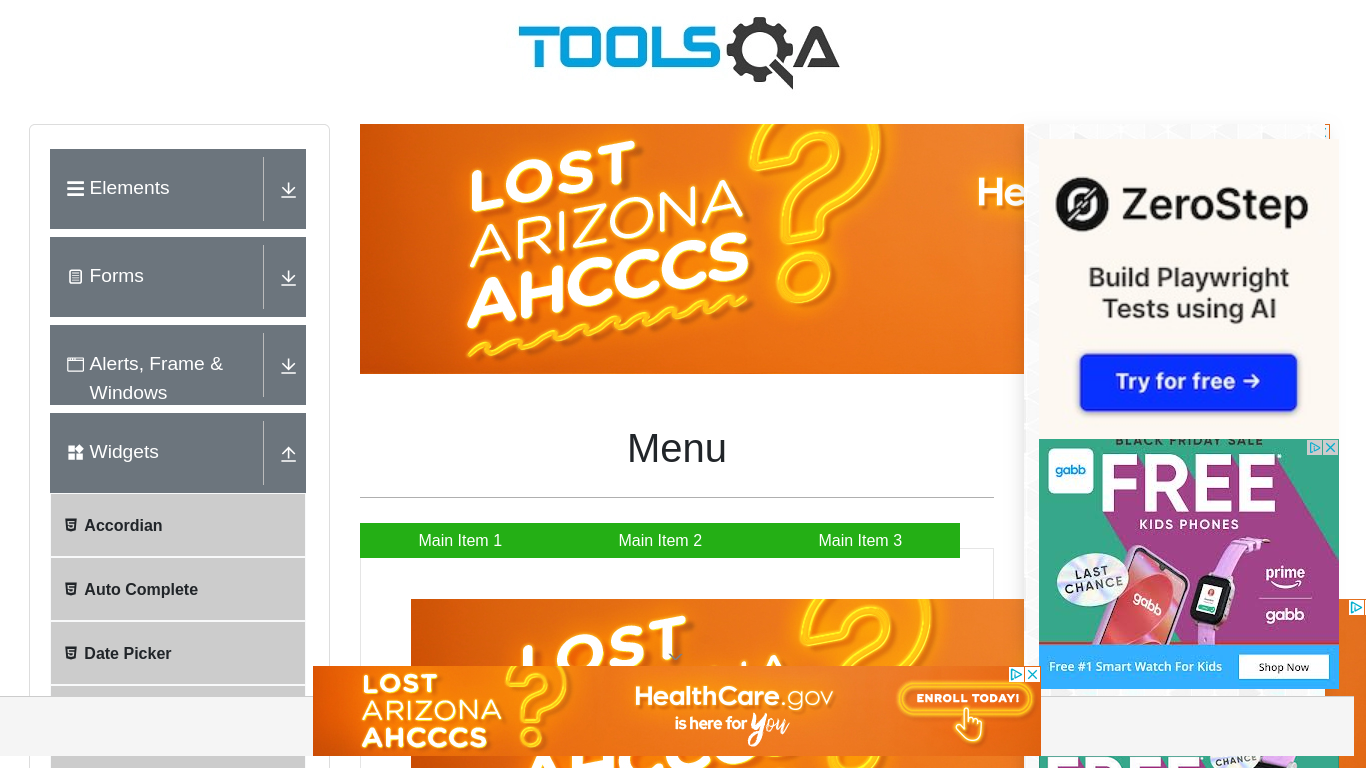 TOOLSQA
Elements
Forms
Alerts, Frame &
Windows
Widgets
Accordian
Auto Complete
Date Picker
LOST
ARIZONA
AHCCCS
?
He
Menu
Main Item 1
Main Item 2
Main Item 3
LOST
?
LOST
ARIZONA
AHCCCS
?
HealthCare.gov
is here for You
ENROLL TODAY!
ZeroStep
Build Playwright
Tests using AI
Try for free →
BLACK FRIDAY SALE
gabb
FREE
KIDS PHONES
LAST
CHANCE
gabb
prime
gabb
Free #1 Smart Watch For Kids
Shop Now
CHANCE
FREE